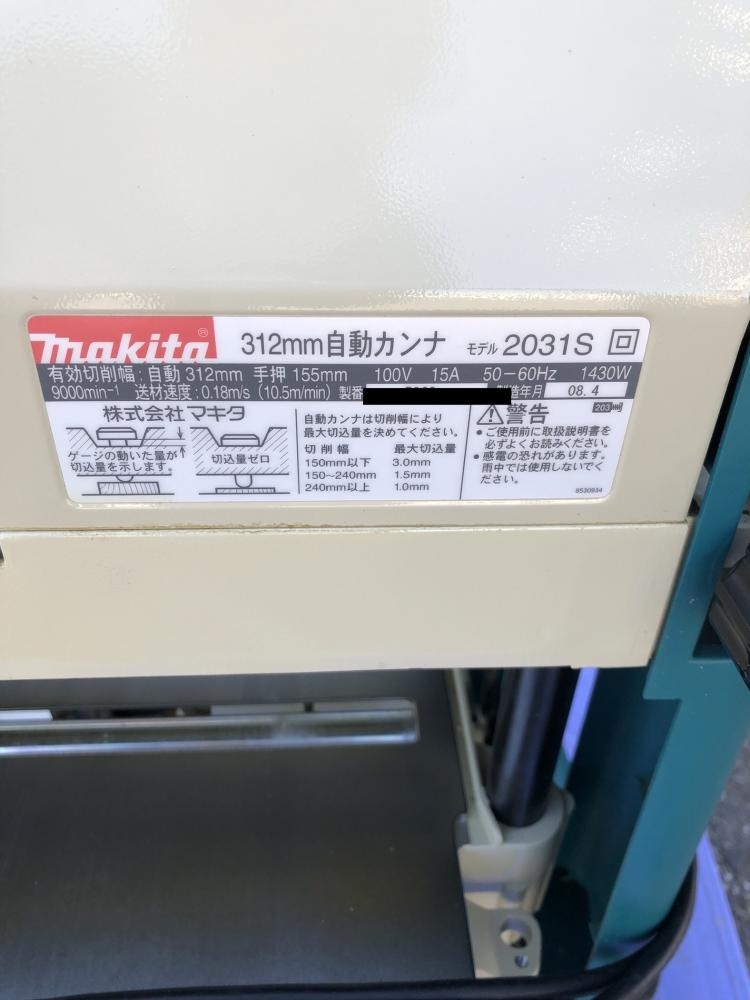 makita® 312mm自動カンナ モデル 2031S
有効切削幅：自動 312mm 手押 155mm 100V 15A 50－60Hz 1430W
9000min-1 送材速度：0.18m/s（10.5m/min）製番 製造年月 08.4
株式会社 マキタ
ゲージの動いた量が
切込量を示します。
切込量ゼロ
自動カンナは切削幅により
最大切込量を決めてください。
切削幅 最大切込量
150mm以下 3.0mm
150～240mm 1.5mm
240mm以上 1.0mm
警告
・ご使用前に取扱説明書を
必ずよくお読みください。
・感電の恐れがあります。
雨中では使用しないでく
ださい。